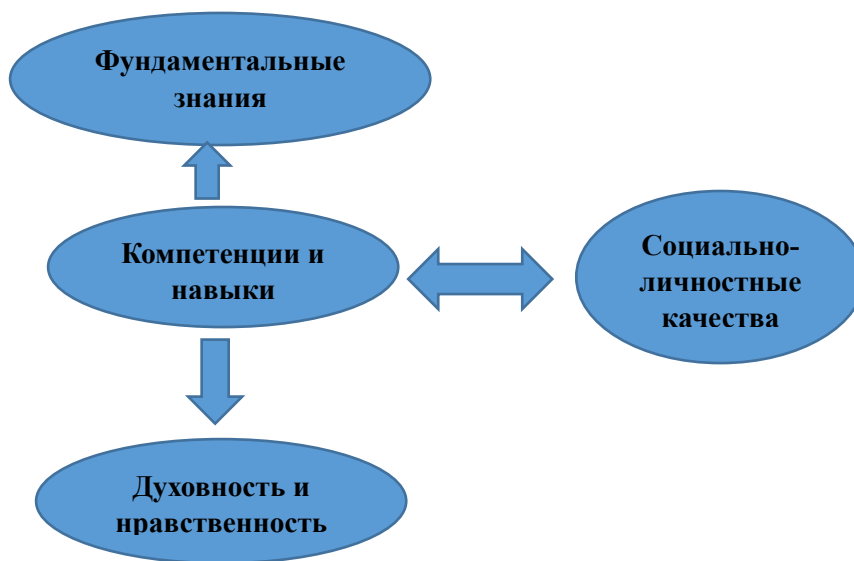 Фундаментальные
знания
Компетенции и
навыки
Социально-
личностные
качества
Духовность и
нравственность